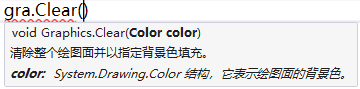 gra.Clear()
void Graphics.Clear(Color color)
清除整个绘图面并以指定背景色填充。
color: System.Drawing.Color 结构，它表示绘图面的背景色。